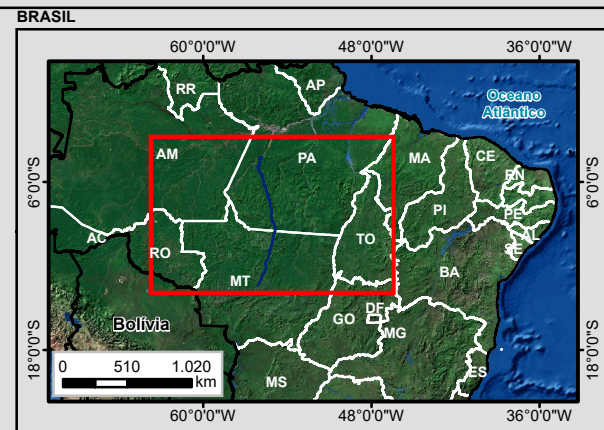 BRASIL
60°0'0"W 48°0'0"W 36°0'0"W
RR AP
Oceano
Atlântico
AM PA MA CE
6°0'0"S 6°0'0"S
RN
PI PE
AC AL
RO TO SE
MT BA
Bolívia GO DF
MG
18°0'0"S 18°0'0"S
0 510 1.020
km
MS ES
60°0'0"W 48°0'0"W 36°0'0"W